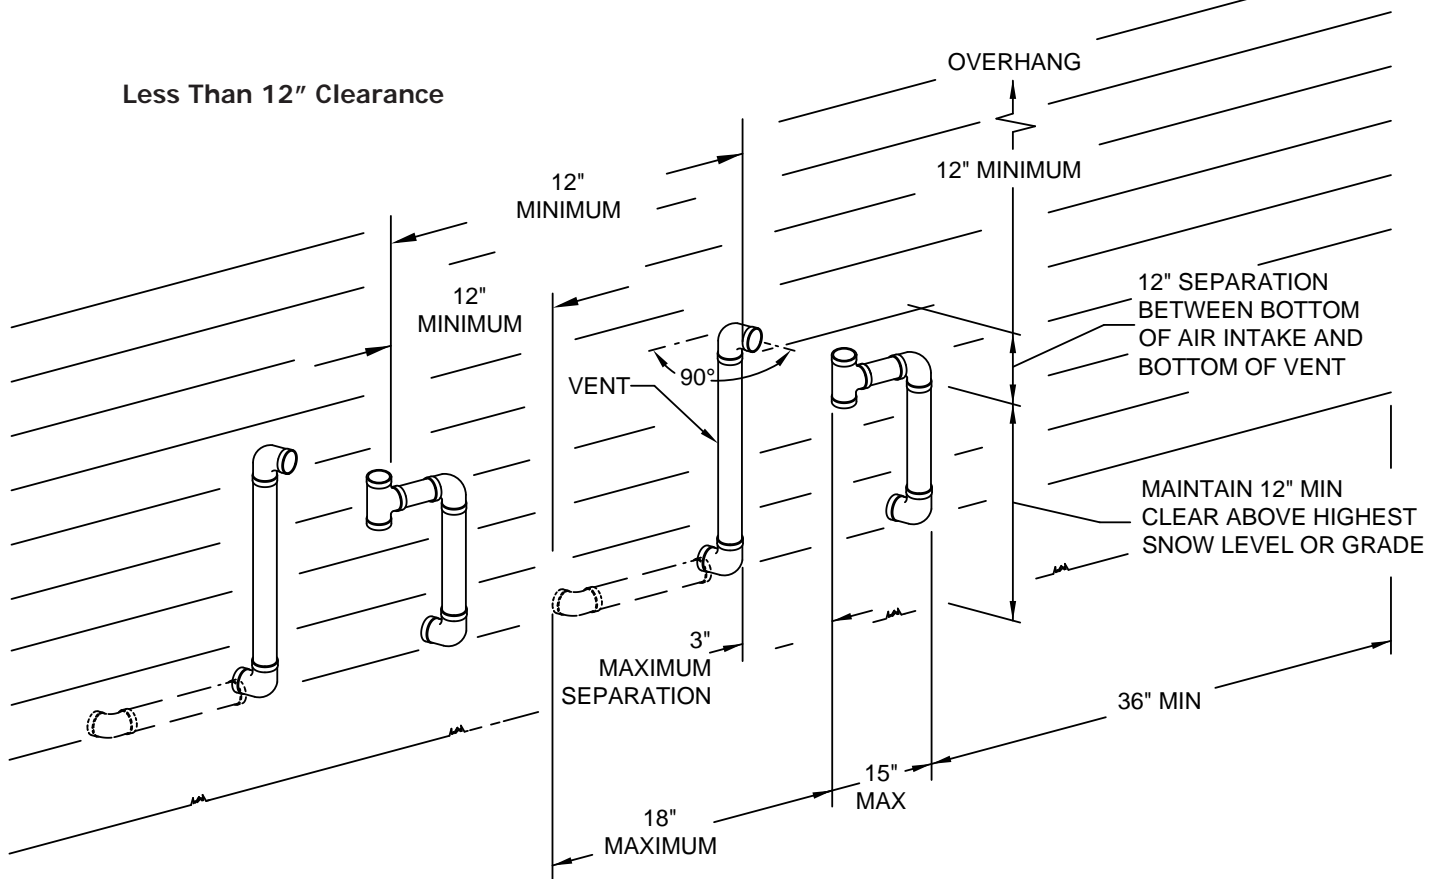 Less Than 12" Clearance
OVERHANG
12" MINIMUM
12"
MINIMUM
12"
MINIMUM
12" SEPARATION
BETWEEN BOTTOM
OF AIR INTAKE AND
BOTTOM OF VENT
VENT
90°
MAINTAIN 12" MIN
CLEAR ABOVE HIGHEST
SNOW LEVEL OR GRADE
3"
MAXIMUM
SEPARATION
36" MIN
15"
MAX
18"
MAXIMUM